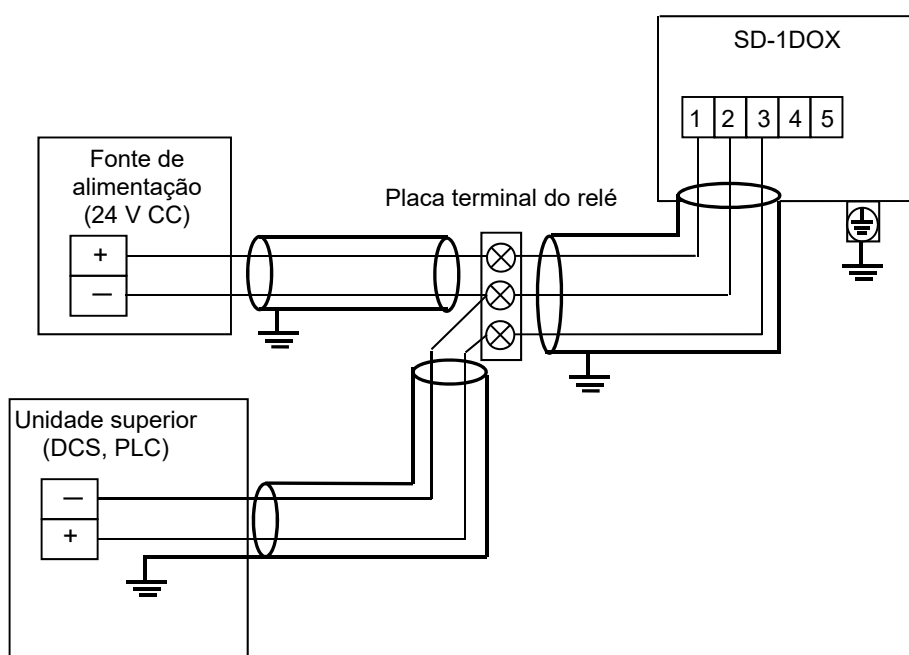 SD-1DOX
1 2 3 4 5
Fonte de
alimentação
(24 V CC)
+
—
Placa terminal do relé
Unidade superior
(DCS, PLC)
—
+